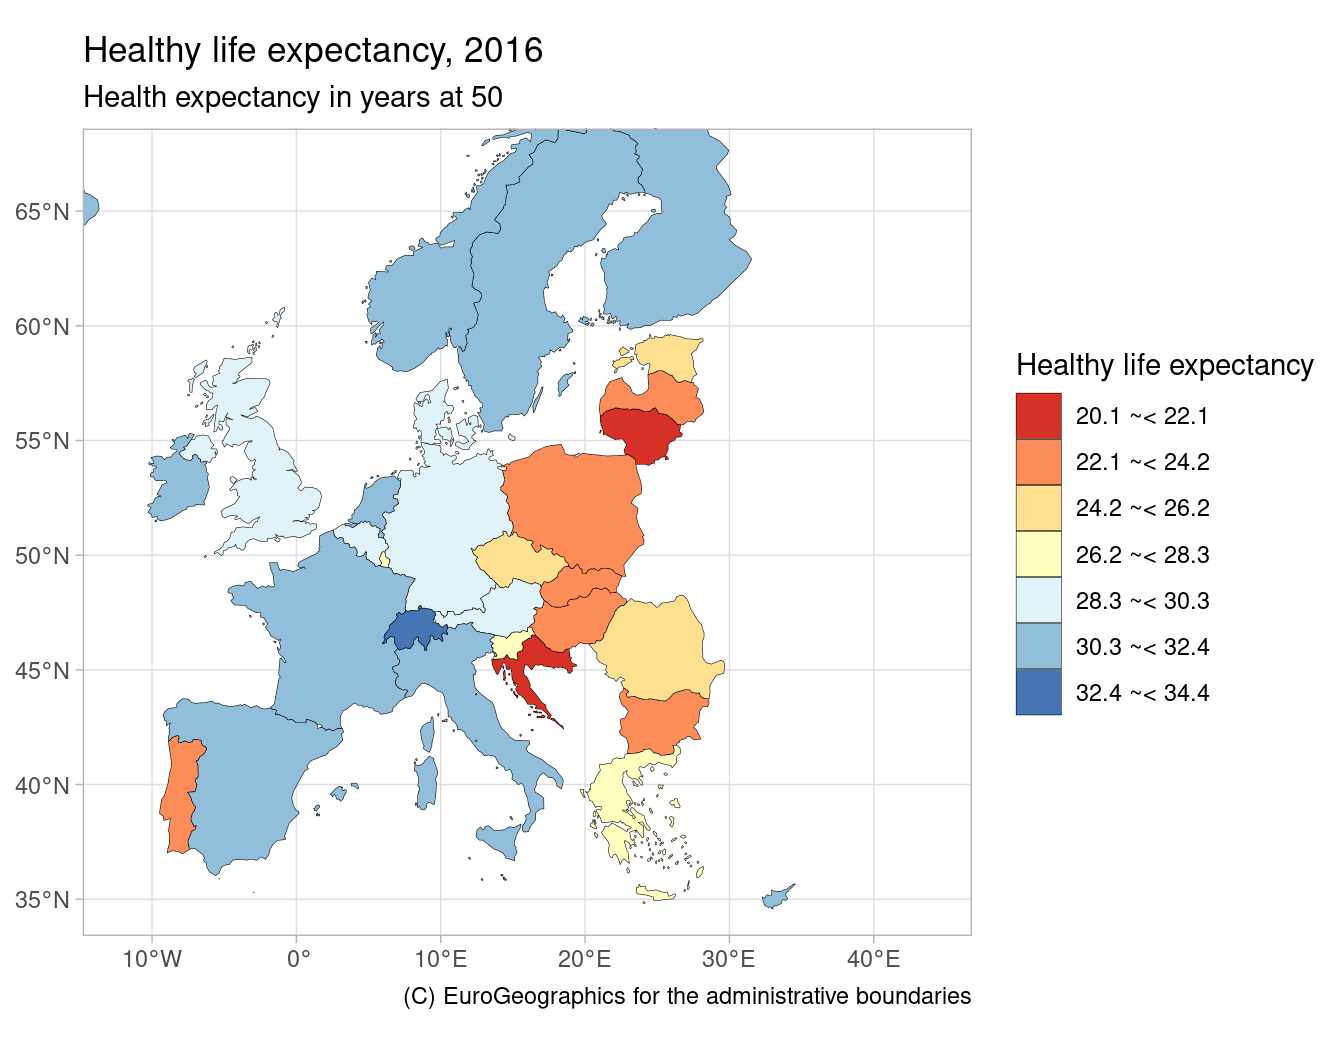 Healthy life expectancy, 2016
Health expectancy in years at 50
65°N
60°N
55°N
50°N
45°N
40°N
35°N
10°W 0° 10°E 20°E 30°E 40°E
Healthy life expectancy
20.1 ~< 22.1
22.1 ~< 24.2
24.2 ~< 26.2
26.2 ~< 28.3
28.3 ~< 30.3
30.3 ~< 32.4
32.4 ~< 34.4
(C) EuroGeographics for the administrative boundaries